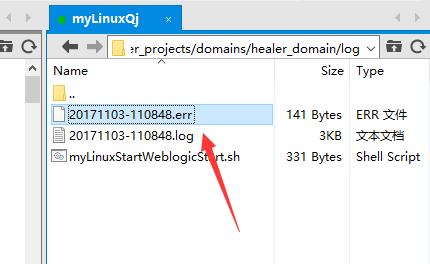 myLinuxQj ×
er_projects/domains/healer_domain/log
Name Size Type
..
20171103-110848.err 141 Bytes ERR 文件
20171103-110848.log 3KB 文本文档
myLinuxStartWeblogicStart.sh 331 Bytes Shell Script